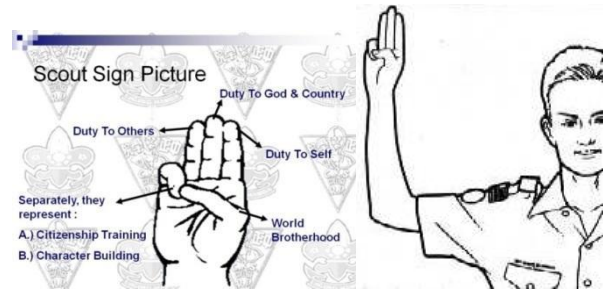 Scout Sign Picture
Duty To God & Country
Duty To Others
Duty To Self
Separately, they
represent :
A.) Citizenship Training
B.) Character Building
World
Brotherhood